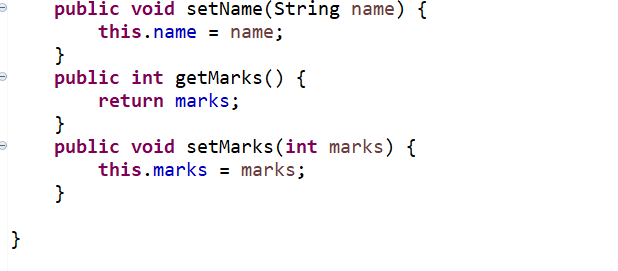 public void setName(String name) {
this.name = name;
}
public int getMarks() {
return marks;
}
public void setMarks(int marks) {
this.marks = marks;
}
}